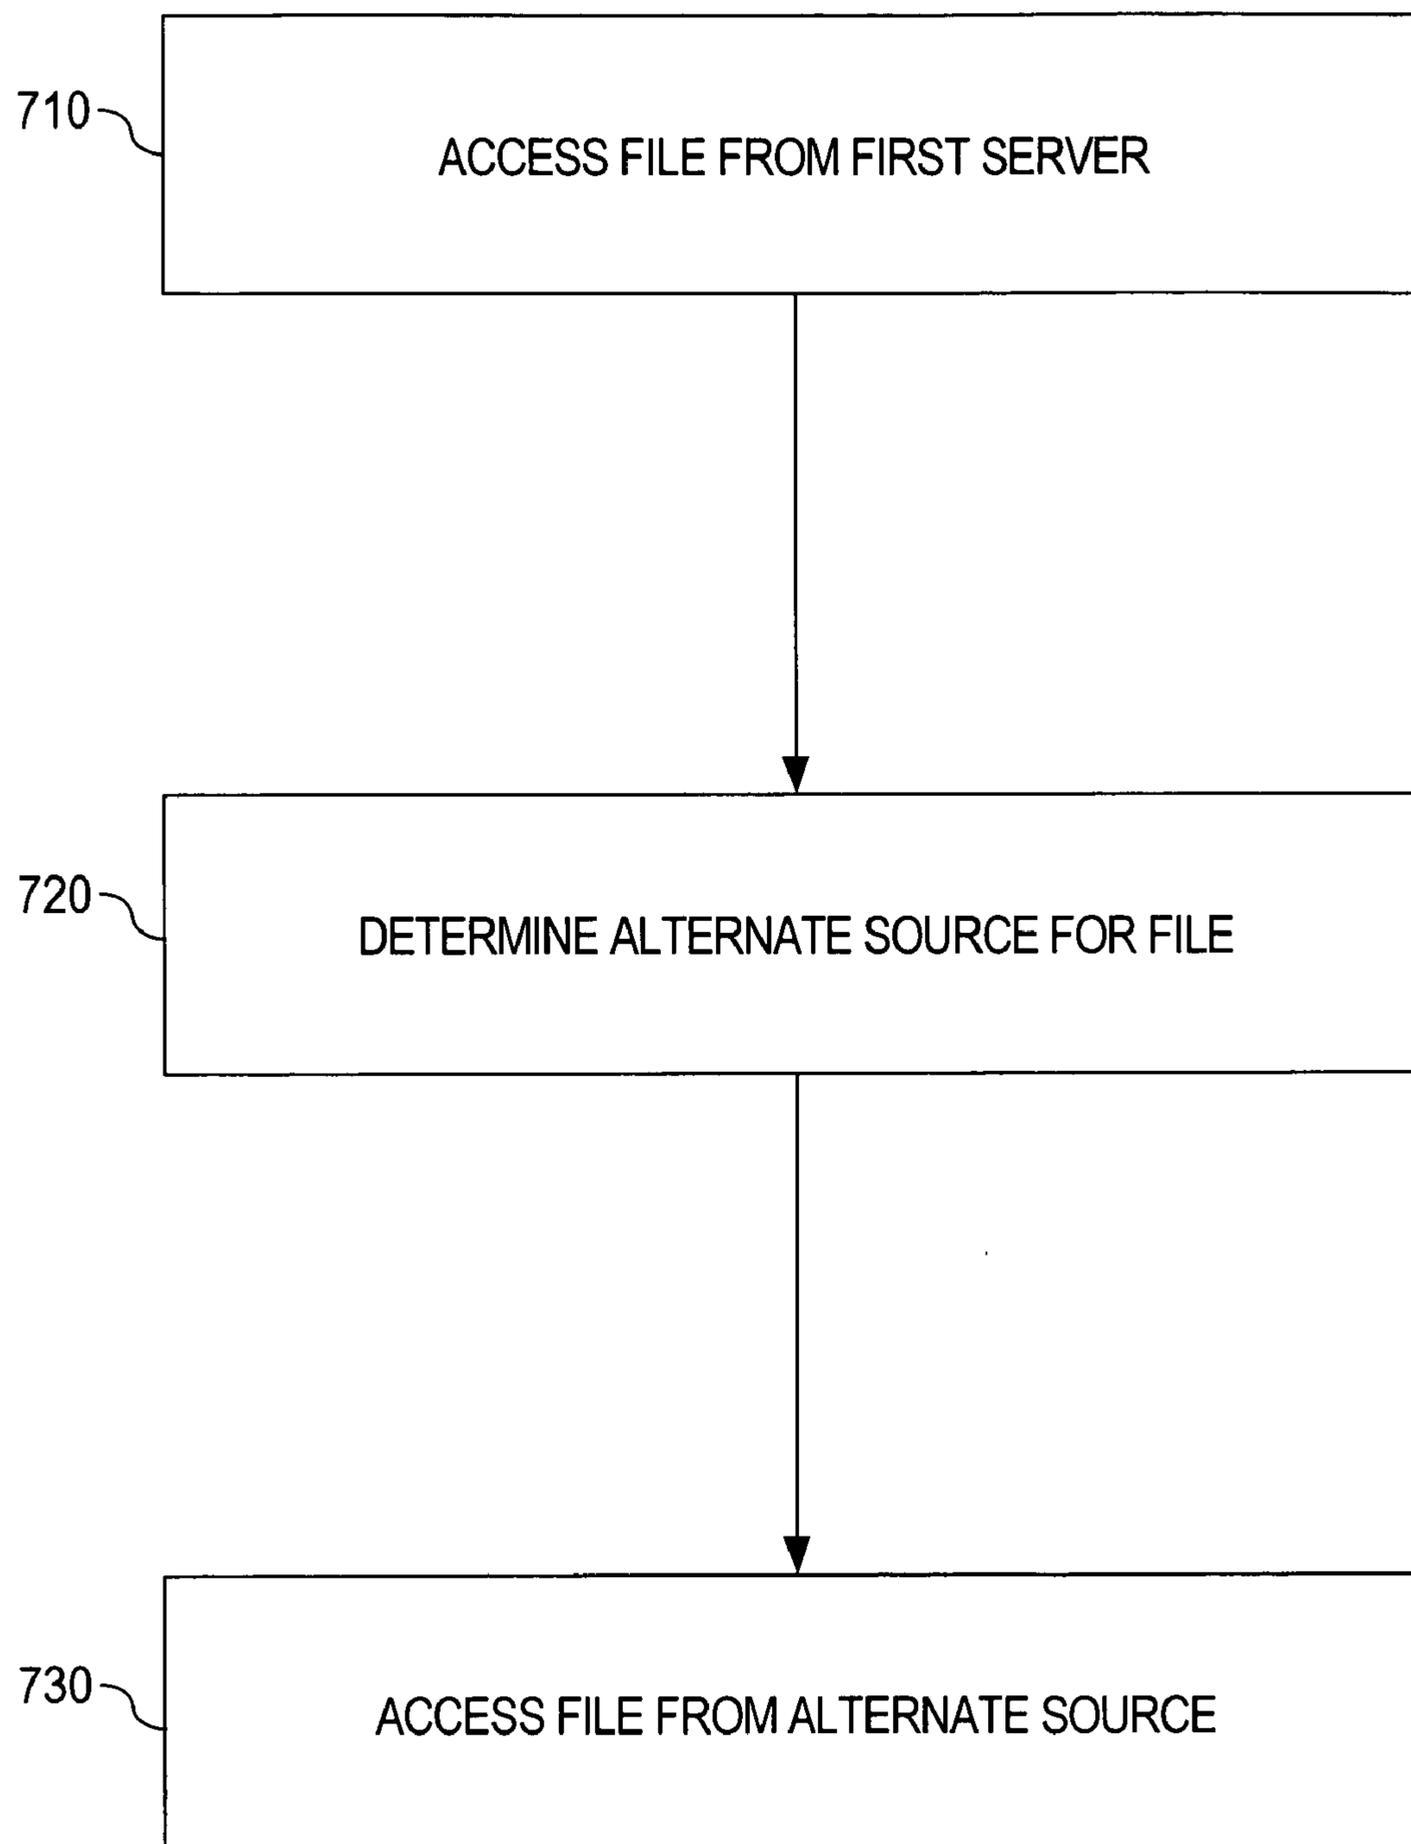 710
ACCESS FILE FROM FIRST SERVER
720
DETERMINE ALTERNATE SOURCE FOR FILE
730
ACCESS FILE FROM ALTERNATE SOURCE